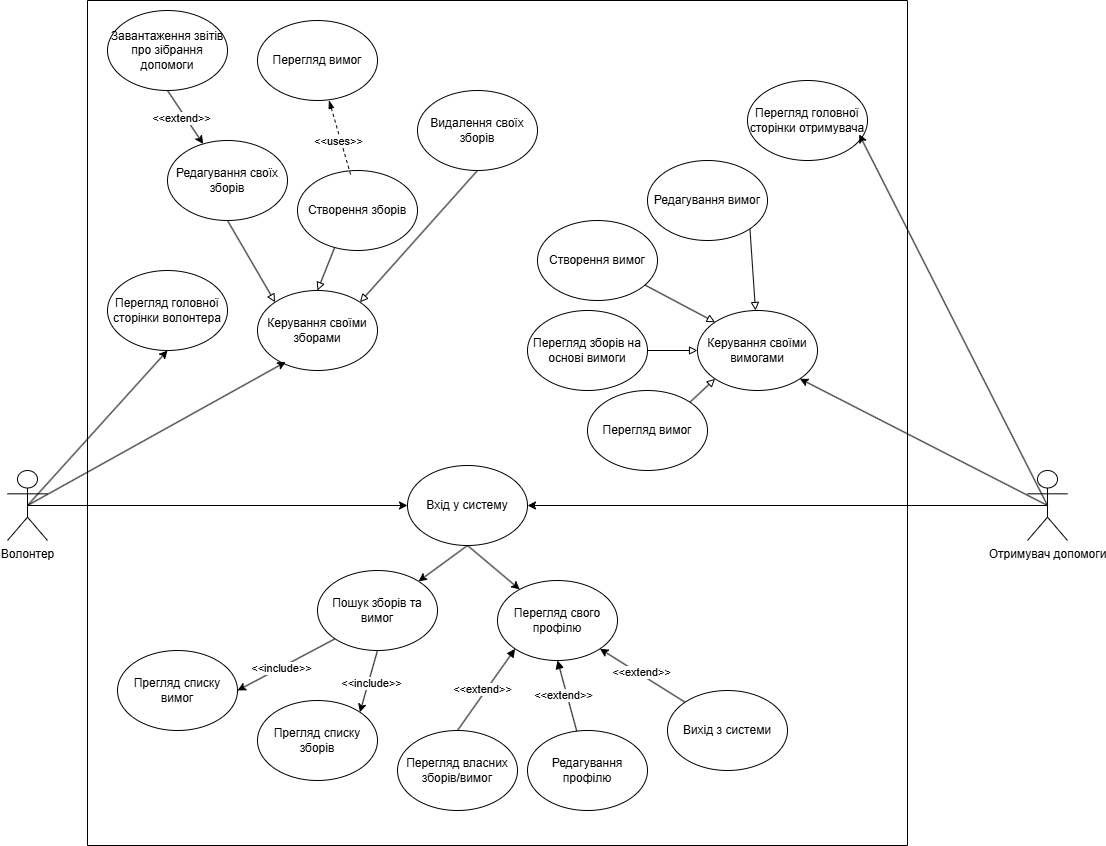 Завантаження звітів
про зібрання
допомоги
Перегляд вимог
<<extend>>
<<uses>>
Видалення своїх
зборів
Перегляд головної
сторінки отримувача
Редагування своїх
зборів
Створення зборів
Редагування вимог
Створення вимог
Перегляд головної
сторінки волонтера
Керування своїми
зборами
Перегляд зборів на
основі вимоги
Керування своїми
вимогами
Перегляд вимог
Вхід у систему
Волонтер
Отримувач допомоги
Пошук зборів та
вимог
Перегляд свого
профілю
<<include>>
<<include>>
<<extend>>
<<extend>>
<<extend>>
Прегляд списку
вимог
Прегляд списку
зборів
Перегляд власних
зборів/вимог
Редагування
профілю
Вихід з системи